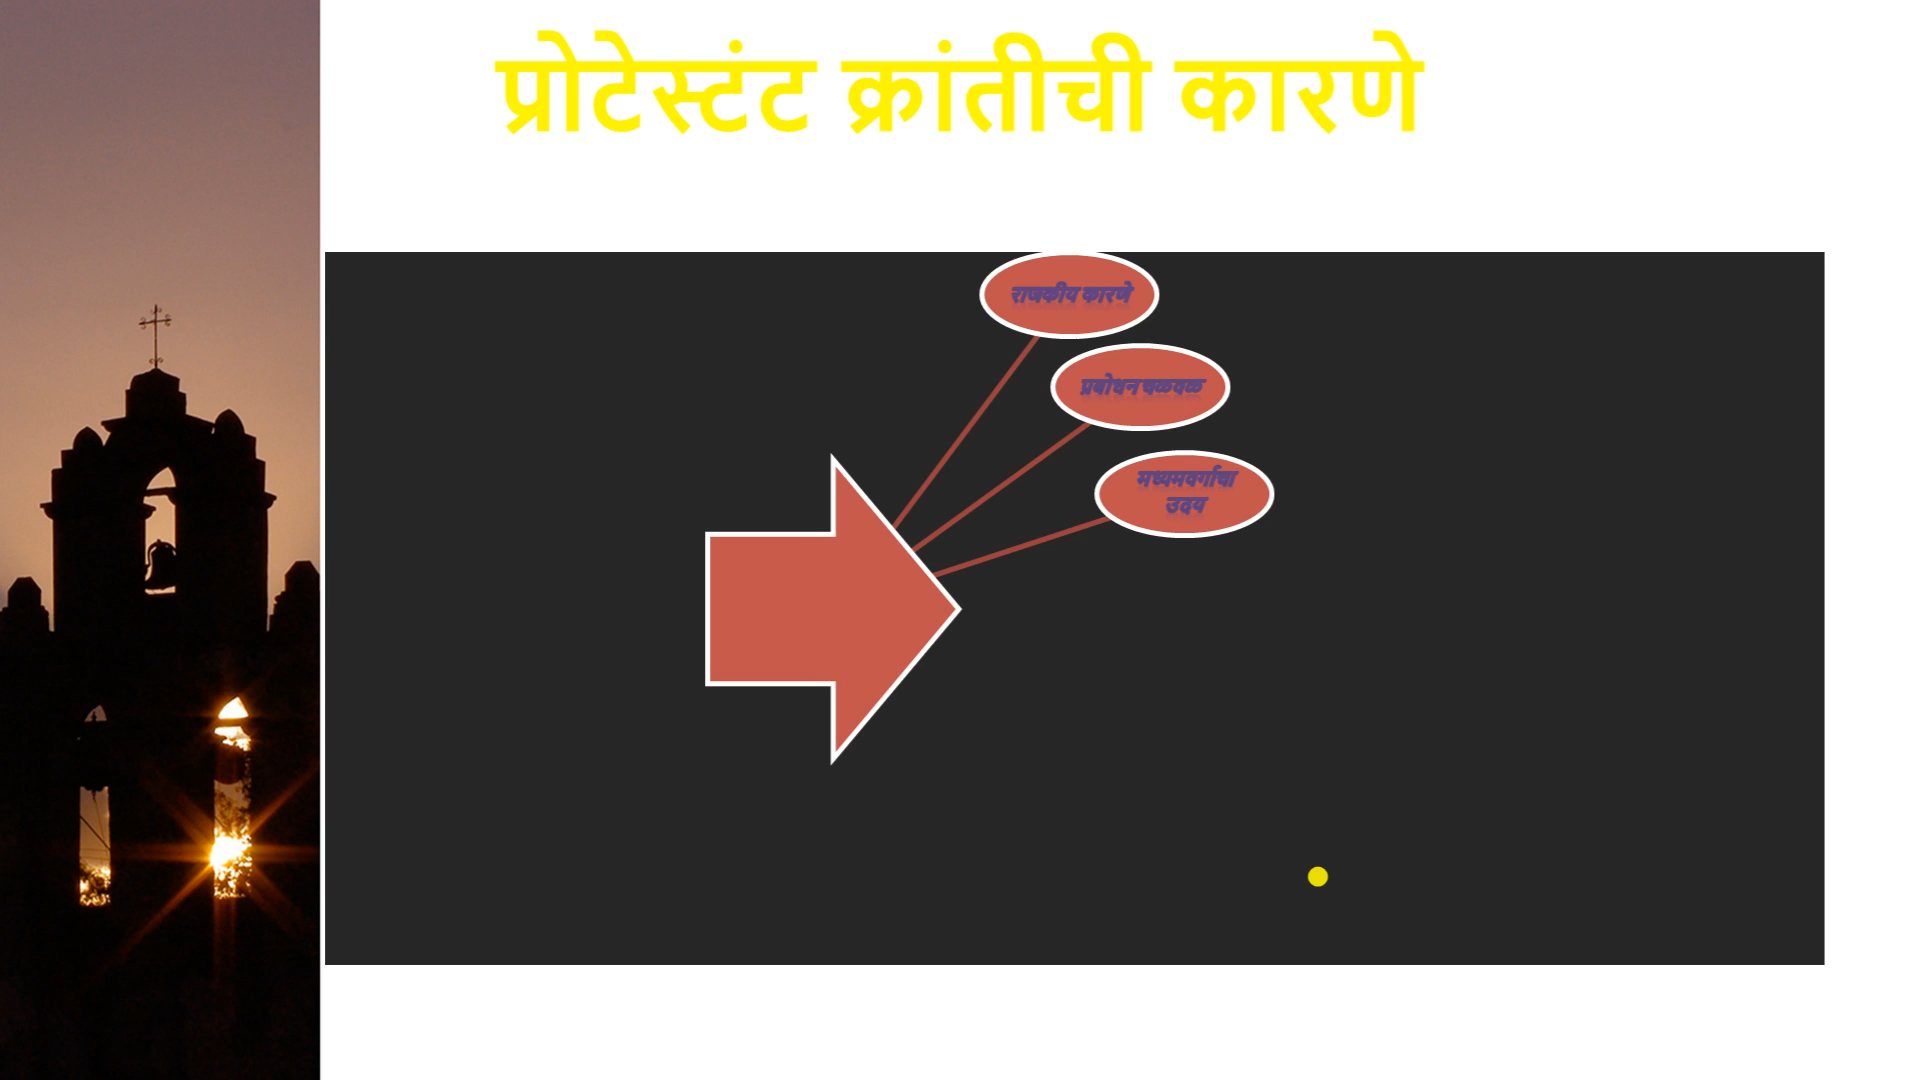 प्रोटेस्टंट क्रांतीची कारणे
राजकीय कारणे
प्रबोधन चळवळ
मध्यमवर्गाचा
उदय